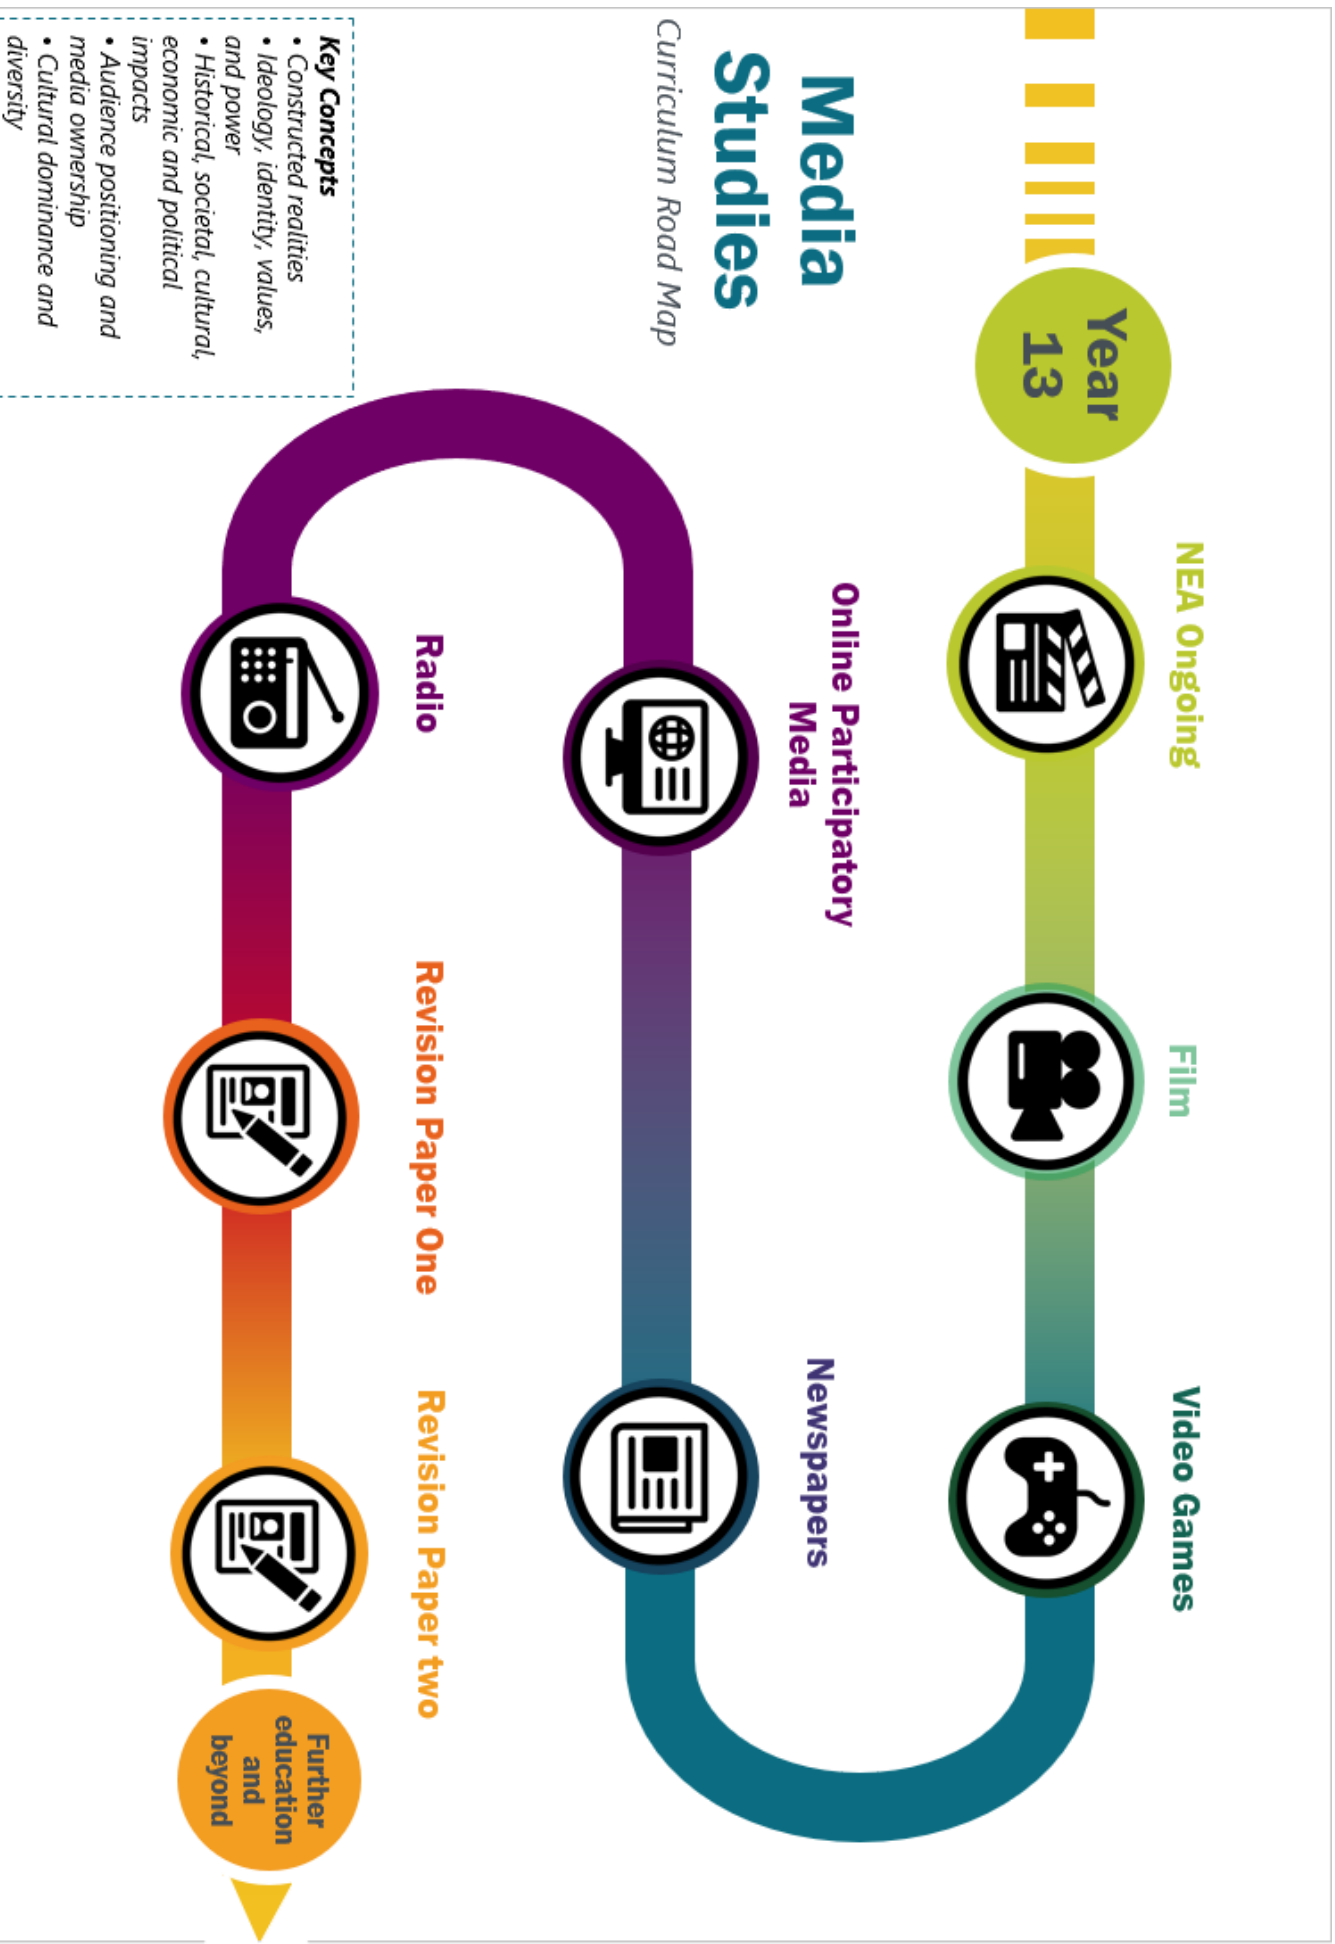 Year
13
NEA Ongoing
Film
Video Games
Media
Studies
Curriculum Road Map
Online Participatory
Media
Newspapers
Radio
Revision Paper One
Revision Paper two
Further
education
and
beyond
Key Concepts
• Constructed realities
• Ideology, identity, values,
and power
• Historical, societal, cultural,
economic and political
impacts
• Audience positioning and
media ownership
• Cultural dominance and
diversity